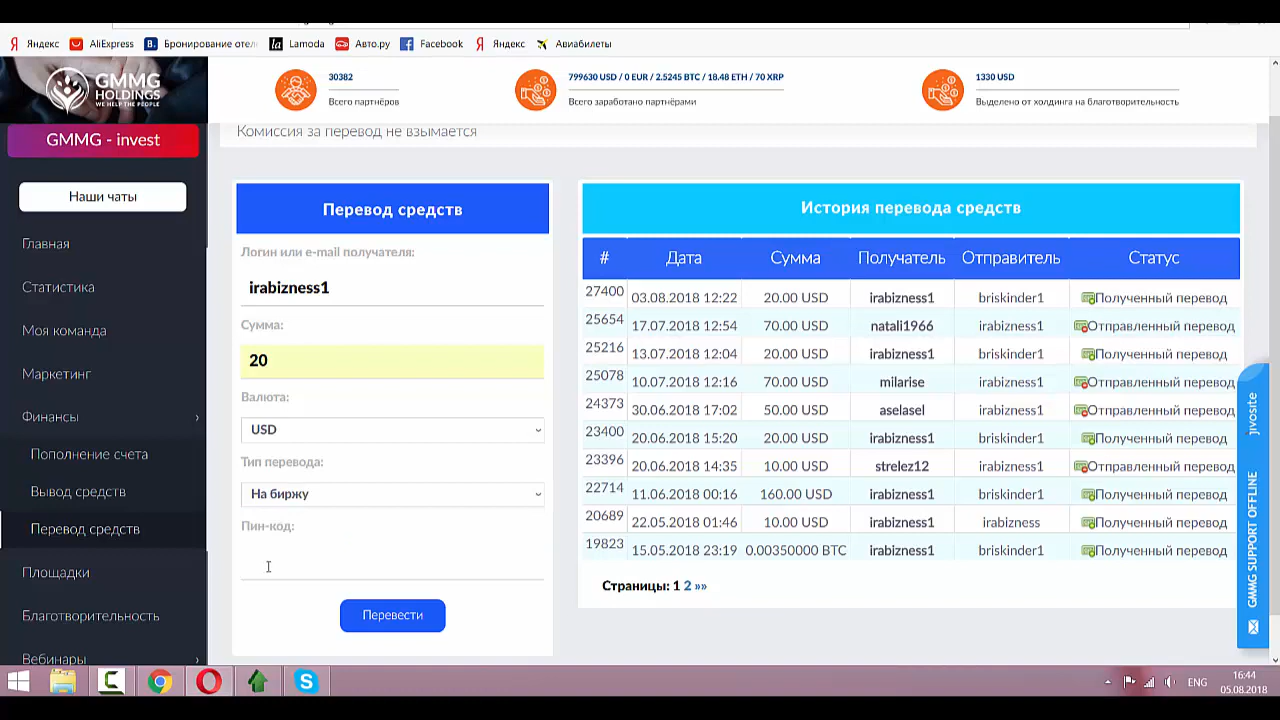 Яндекс AliExpress Бронирование отел Lamoda Авто.ру Facebook Яндекс Авиабилеты
GMMG
HOLDINGS
WE HELP THE PEOPLE
30382
Всего партнёров
799630 USD / 0 EUR / 2.5245 BTC / 18.48 ETH / 70 XRP
Всего заработано партнёрами
1330 USD
Выделено от холдинга на благотворительность
GMMG - invest
Наши чаты
Главная
Статистика
Моя команда
Маркетинг
Финансы
Пополнение счета
Вывод средств
Перевод средств
Площадки
Благотворительность
Вебинары
Комиссия за перевод не взымается
Перевод средств
Логин или e-mail получателя:
irabizness1
Сумма:
20
Валюта:
USD
Тип перевода:
На биржу
Пин-код:
Перевести
История перевода средств
# Дата Сумма Получатель Отправитель Статус
27400 03.08.2018 12:22 20.00 USD irabizness1 briskinder1 Полученный перевод
25654 17.07.2018 12:54 70.00 USD natali1966 irabizness1 Отправленный перевод
25216 13.07.2018 12:04 20.00 USD irabizness1 briskinder1 Полученный перевод
25078 10.07.2018 12:16 70.00 USD milarise irabizness1 Отправленный перевод
24373 30.06.2018 17:02 50.00 USD aselasel irabizness1 Отправленный перевод
23400 20.06.2018 15:20 20.00 USD irabizness1 briskinder1 Полученный перевод
23396 20.06.2018 14:35 10.00 USD strelez12 irabizness1 Отправленный перевод
22714 11.06.2018 00:16 160.00 USD irabizness1 briskinder1 Полученный перевод
20689 22.05.2018 01:46 10.00 USD irabizness1 irabizness Полученный перевод
19823 15.05.2018 23:19 0.00350000 BTC irabizness1 briskinder1 Полученный перевод
Страницы: 1 2 »»
GMMG SUPPORT OFFLINE jivosite
ENG
16:44
05.08.2018